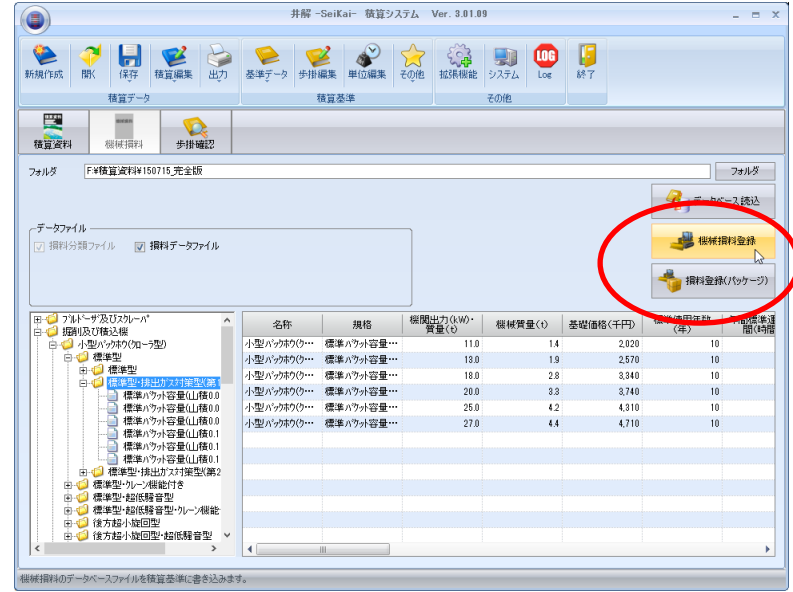 井解 -SeiKai- 積算システム Ver. 3.01.09
新規作成 開く 保存 積算編集 出力 基準データ 歩掛編集 単位編集 その他 拡張機能 システム Log 終了
積算データ 積算基準 その他
積算資料 機械損料 歩掛確認
フォルダ F:¥積算資料¥150715_完全版 フォルダ
データベース読込
データファイル
損料分類ファイル 損料データファイル
機械損料登録
損料登録(パッケージ)
ブルドーザ及びスクレーパ
掘削及び積込機
小型バックホウ(クローラ型)
標準型
標準型
標準型・排出ガス対策型(第1
標準バケット容量(山積0.0
標準バケット容量(山積0.0
標準バケット容量(山積0.0
標準バケット容量(山積0.1
標準バケット容量(山積0.1
標準バケット容量(山積0.1
標準型・排出ガス対策型(第2
標準型・クレーン機能付き
標準型・超低騒音型
標準型・超低騒音型・クレーン機能
後方超小旋回型
後方超小旋回型・超低騒音型
名称 規格 機関出力(kW)・質量(t) 機械質量(t) 基礎価格(千円) 標準使用年数(年) 年間標準運 間(時間
小型バックホウ(ク… 標準バケット容量… 11.0 1.4 2,020 10
小型バックホウ(ク… 標準バケット容量… 13.0 1.9 2,570 10
小型バックホウ(ク… 標準バケット容量… 18.0 2.8 3,340 10
小型バックホウ(ク… 標準バケット容量… 20.0 3.3 3,740 10
小型バックホウ(ク… 標準バケット容量… 25.0 4.2 4,310 10
小型バックホウ(ク… 標準バケット容量… 27.0 4.4 4,710 10
機械損料のデータベースファイルを積算基準に書き込みます。